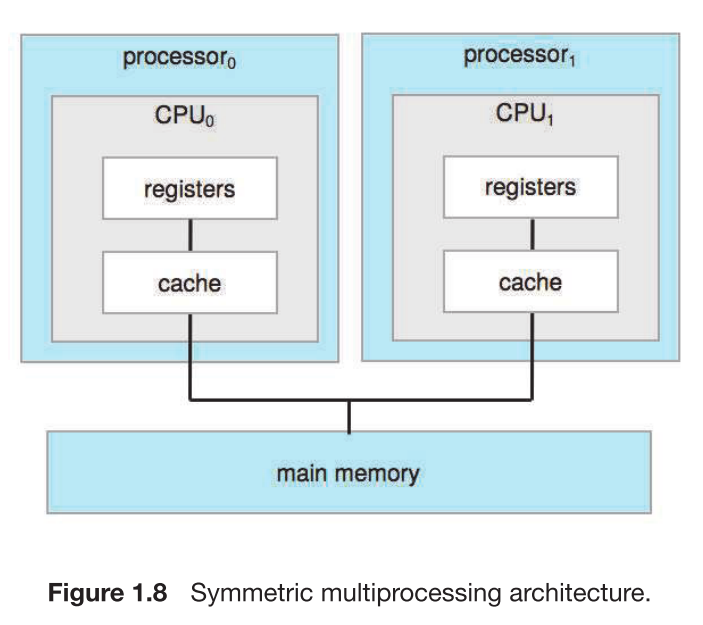 processor₀
processor₁
CPU₀
CPU₁
registers
registers
cache
cache
main memory
Figure 1.8 Symmetric multiprocessing architecture.